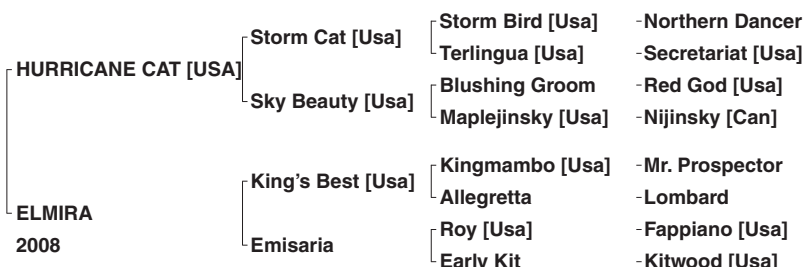 Storm Bird [Usa] - Northern Dancer
Storm Cat [Usa]
Terlingua [Usa] - Secretariat [Usa]
HURRICANE CAT [USA]
Blushing Groom - Red God [Usa]
Sky Beauty [Usa]
Maplejinsky [Usa] - Nijinsky [Can]
Kingmambo [Usa] - Mr. Prospector
King's Best [Usa]
Allegretta - Lombard
ELMIRA
Roy [Usa] - Fappiano [Usa]
2008
Emisaria
Early Kit - Kitwood [Usa]